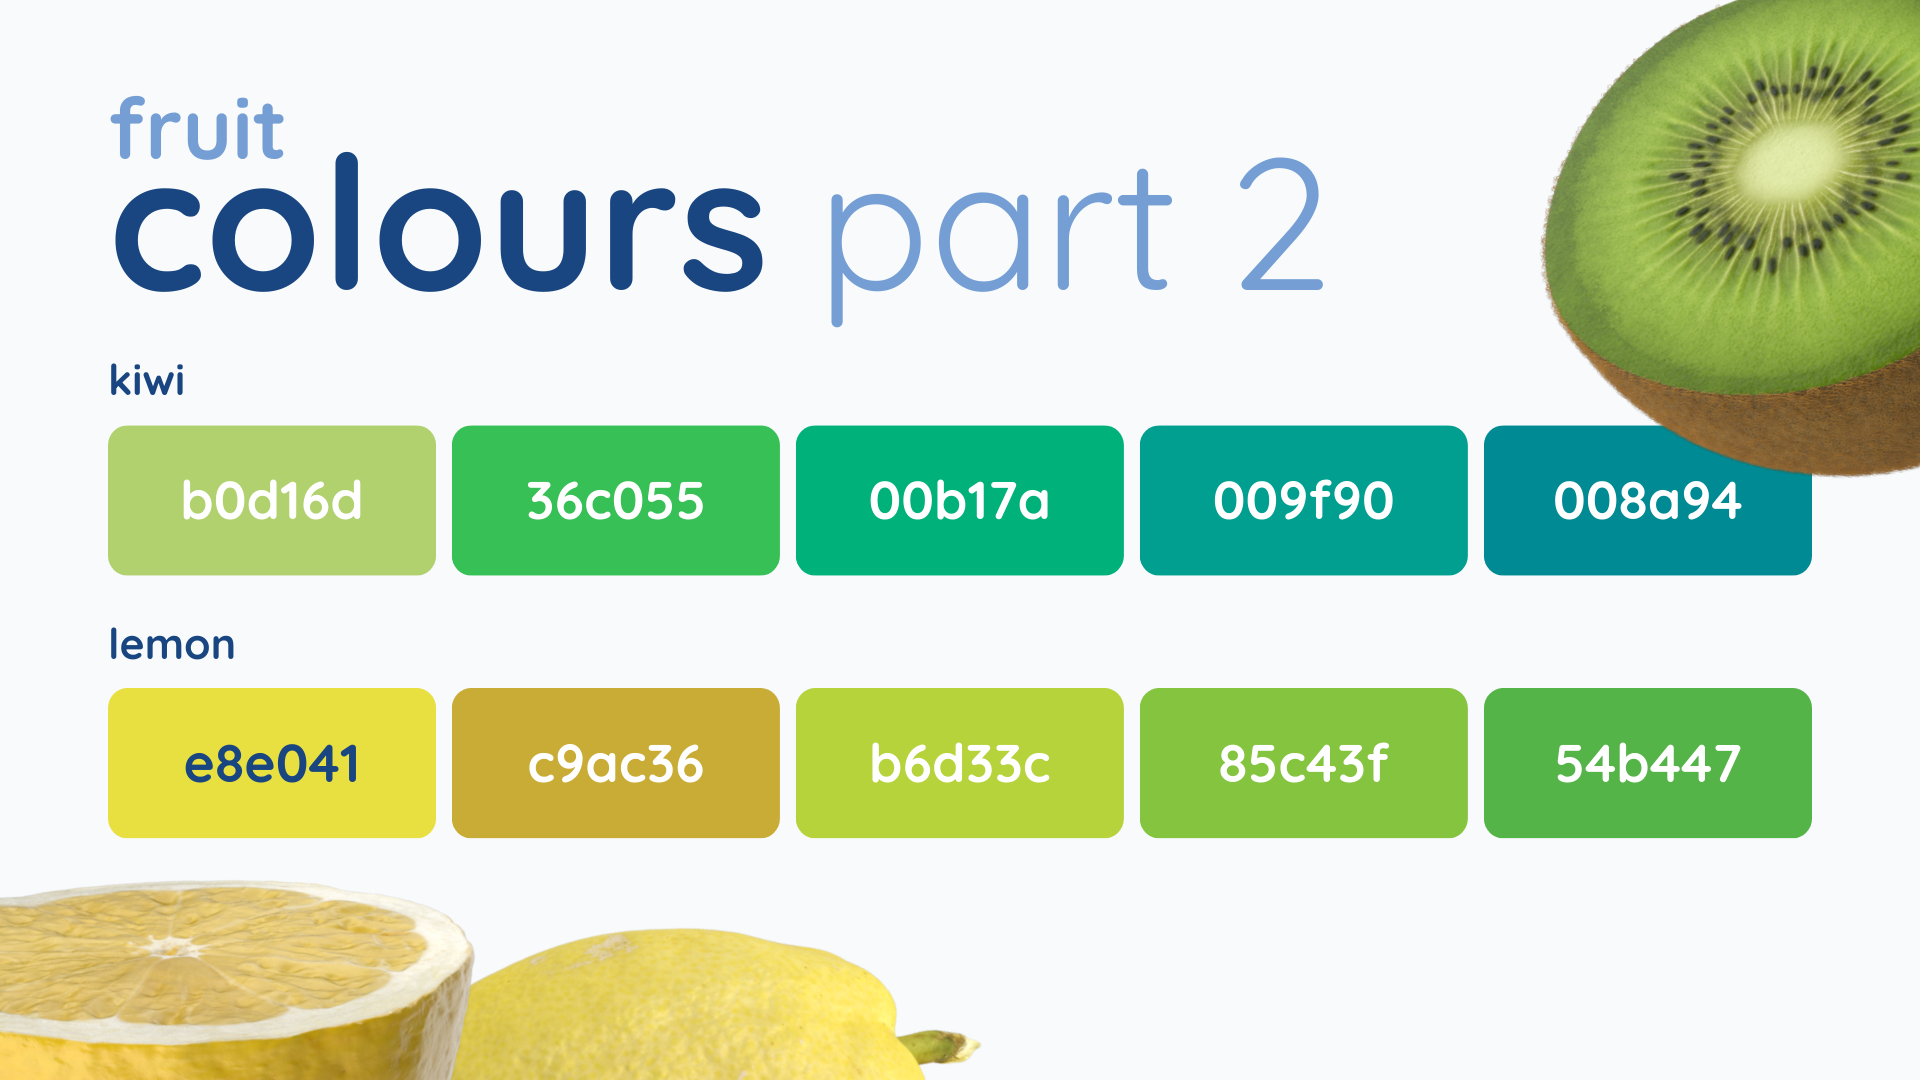 fruit
colours part 2
kiwi
b0d16d 36c055 00b17a 009f90 008a94
lemon
e8e041 c9ac36 b6d33c 85c43f 54b447